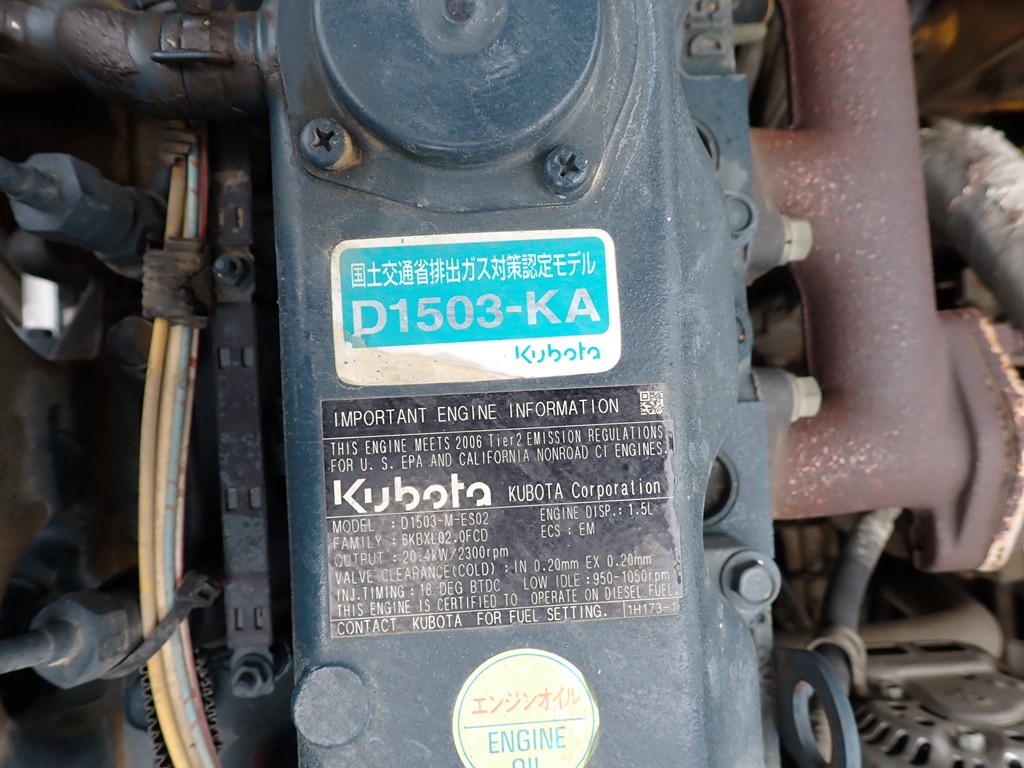 国土交通省排出ガス対策認定モデル
D1503-KA
Kubota
IMPORTANT ENGINE INFORMATION
THIS ENGINE MEETS 2006 Tier2 EMISSION REGULATIONS
FOR U. S. EPA AND CALIFORNIA NONROAD CI ENGINES.
Kubota KUBOTA Corporation
MODEL : D1503-M-ES02 ENGINE DISP.: 1.5L
FAMILY : 6KBXL02.0FCD ECS : EM
OUTPUT : 20.4kW/2300rpm
VALVE CLEARANCE(COLD) : IN 0.20mm EX 0.20mm
INJ.TIMING : 18 DEG BTDC LOW IDLE : 950-1050rpm
THIS ENGINE IS CERTIFIED TO OPERATE ON DIESEL FUEL.
CONTACT KUBOTA FOR FUEL SETTING. 1H173-1
エンジンオイル
ENGINE
OIL